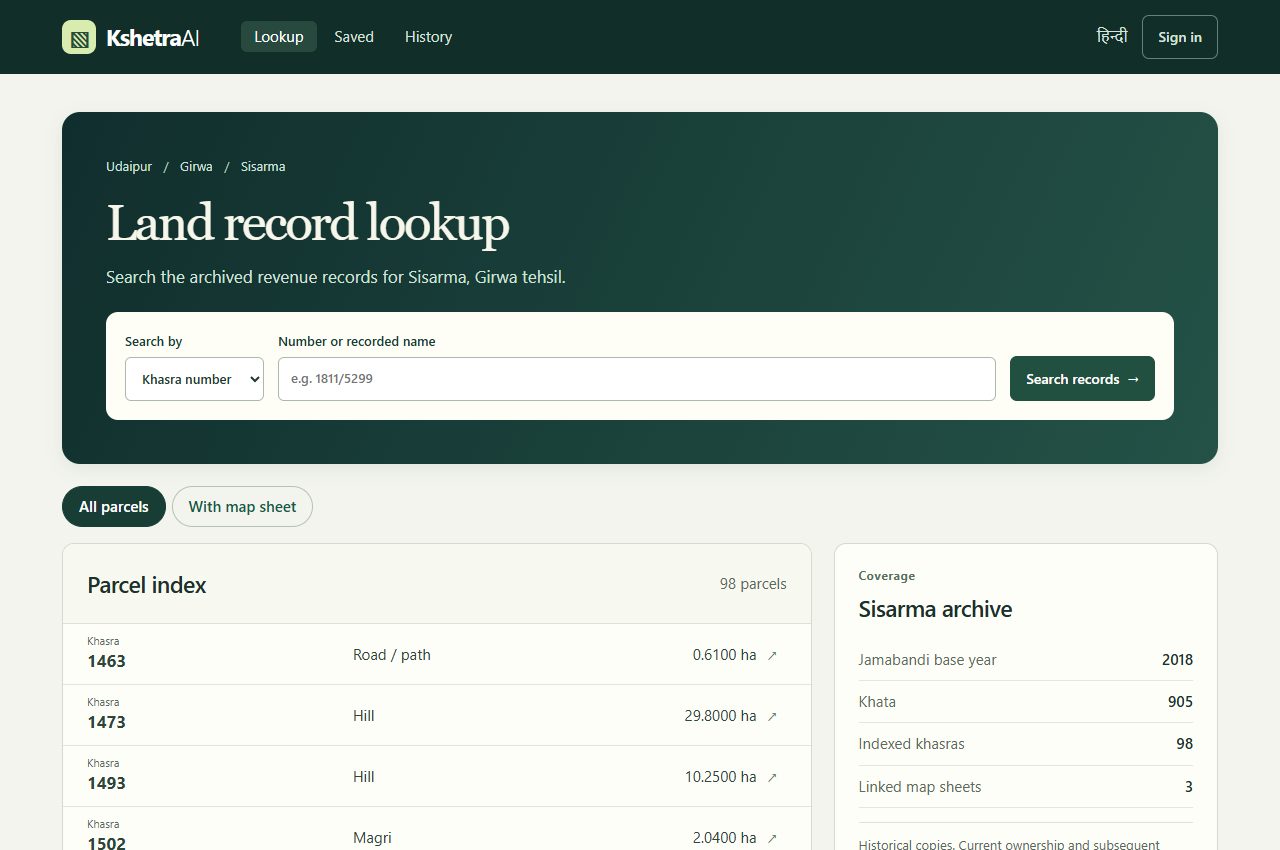 KshetraAI
Lookup
Saved
History
हिन्दी
Sign in
Udaipur / Girwa / Sisarma
Land record lookup
Search the archived revenue records for Sisarma, Girwa tehsil.
Search by
Number or recorded name
Khasra number
e.g. 1811/5299
Search records →
All parcels
With map sheet
Parcel index
98 parcels
Khasra
1463
Road / path
0.6100 ha ↗
Khasra
1473
Hill
29.8000 ha ↗
Khasra
1493
Hill
10.2500 ha ↗
Khasra
1502
Magri
2.0400 ha ↗
Coverage
Sisarma archive
Jamabandi base year 2018
Khata 905
Indexed khasras 98
Linked map sheets 3
Historical copies. Current ownership and subsequent